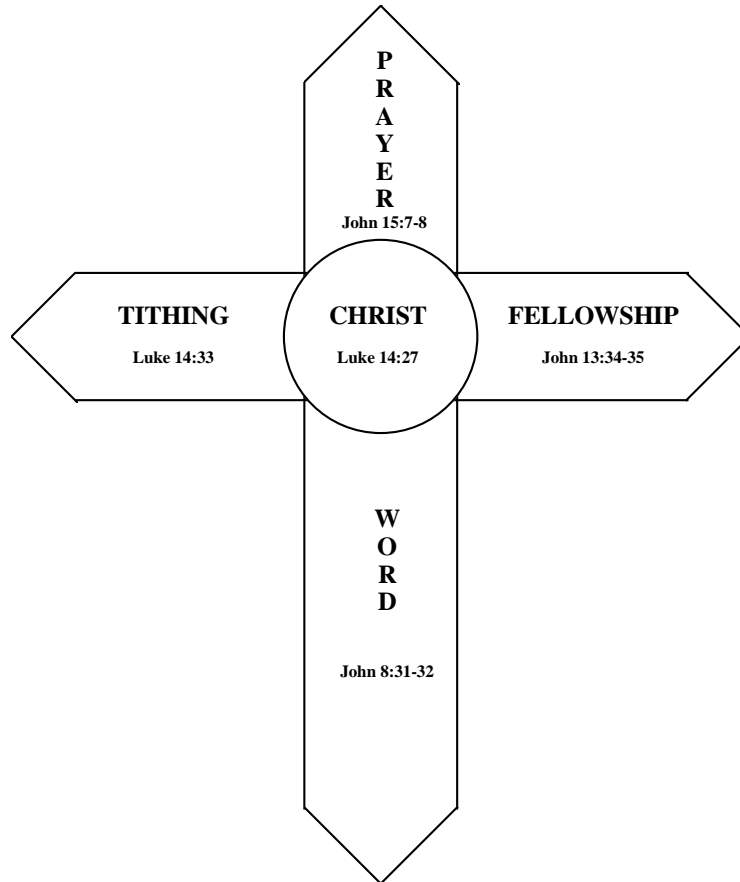 P
R
A
Y
E
R
John 15:7-8
TITHING
Luke 14:33
CHRIST
Luke 14:27
FELLOWSHIP
John 13:34-35
W
O
R
D
John 8:31-32